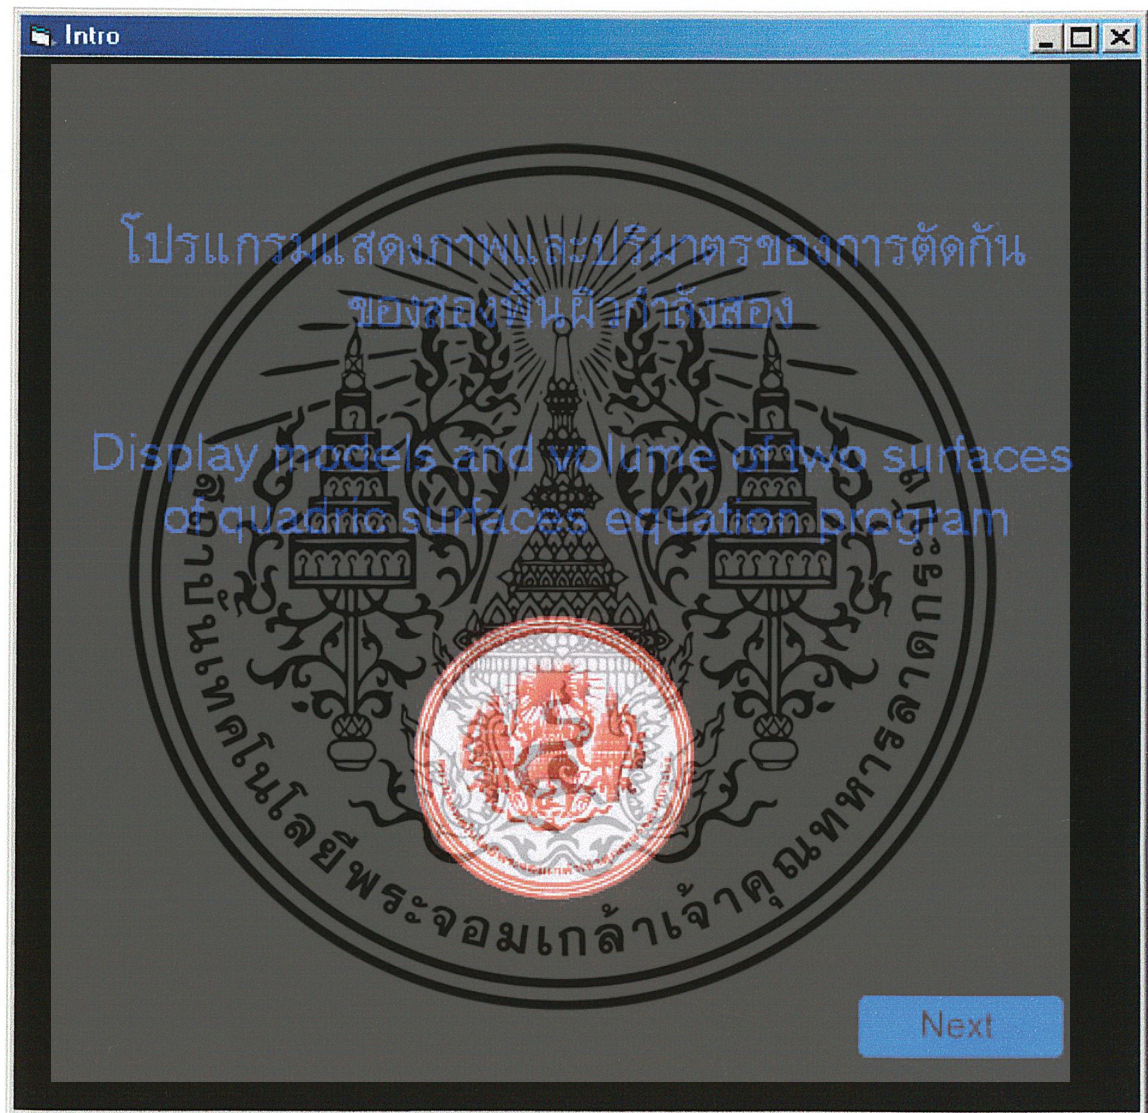 Intro
โปรแกรมแสดงภาพและปริมาตรของการตัดกัน
ของสองพื้นผิวกำลังสอง
Display models and volume of two surfaces
of quadric surfaces equation program
สถาบันเทคโนโลยีพระจอมเกล้าเจ้าคุณทหารลาดกระบัง
Next